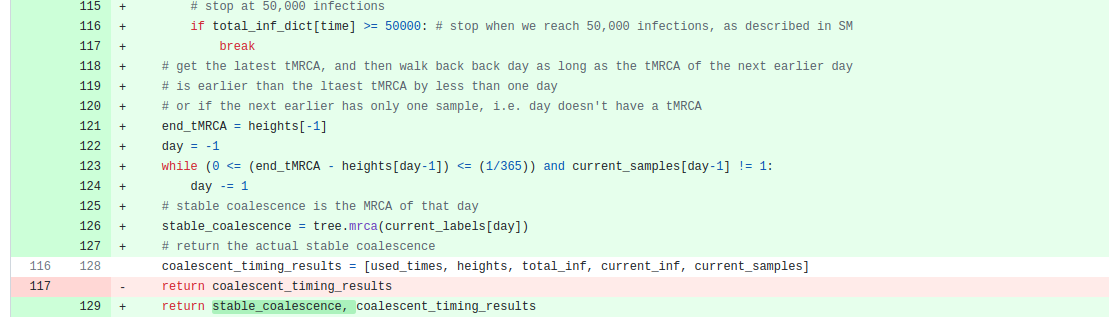 115 + # stop at 50,000 infections
116 + if total_inf_dict[time] >= 50000: # stop when we reach 50,000 infections, as described in SM
117 + break
118 + # get the latest tMRCA, and then walk back back day as long as the tMRCA of the next earlier day
119 + # is earlier than the ltaest tMRCA by less than one day
120 + # or if the next earlier has only one sample, i.e. day doesn't have a tMRCA
121 + end_tMRCA = heights[-1]
122 + day = -1
123 + while (0 <= (end_tMRCA - heights[day-1]) <= (1/365)) and current_samples[day-1] != 1:
124 + day -= 1
125 + # stable coalescence is the MRCA of that day
126 + stable_coalescence = tree.mrca(current_labels[day])
127 + # return the actual stable coalescence
116 128 coalescent_timing_results = [used_times, heights, total_inf, current_inf, current_samples]
117 - return coalescent_timing_results
129 + return stable_coalescence, coalescent_timing_results